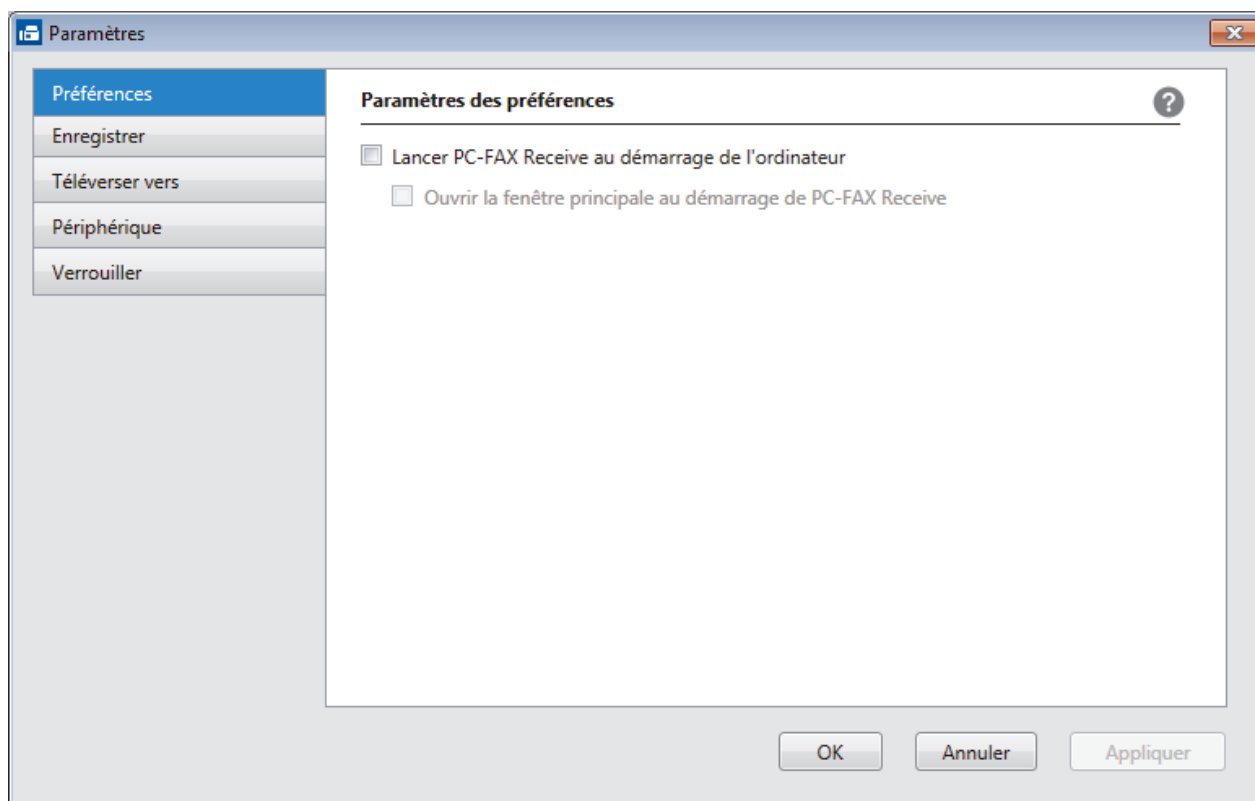 Paramètres
Préférences
Enregistrer
Téléverser vers
Périphérique
Verrouiller
Paramètres des préférences
?
Lancer PC-FAX Receive au démarrage de l'ordinateur
Ouvrir la fenêtre principale au démarrage de PC-FAX Receive
OK
Annuler
Appliquer